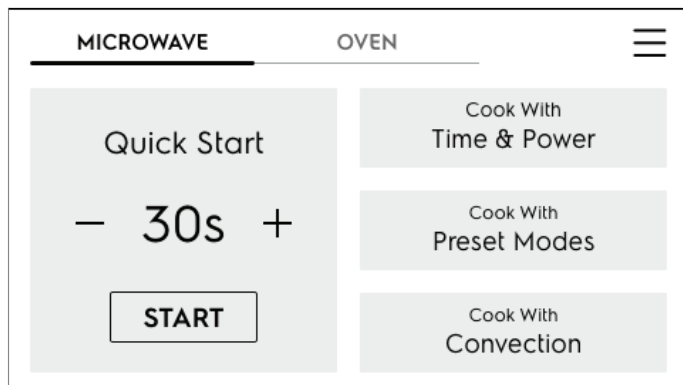 MICROWAVE OVEN
Quick Start
− 30s +
START
Cook With
Time & Power
Cook With
Preset Modes
Cook With
Convection